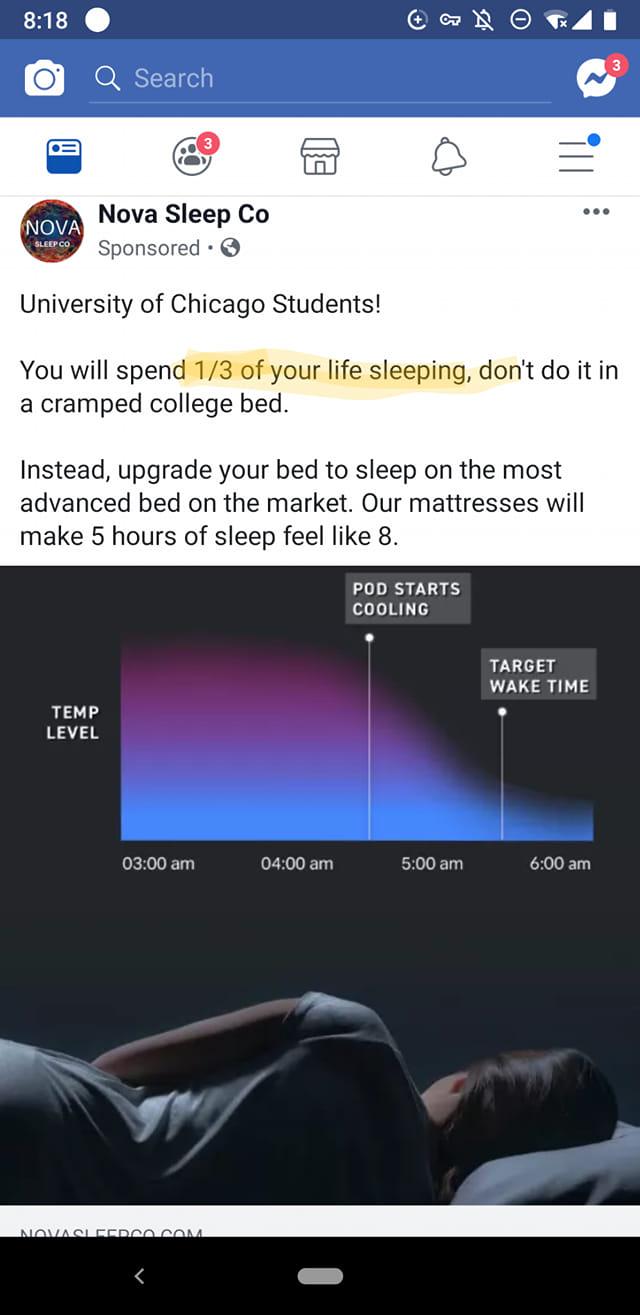 8:18
Search
3
3
NOVA
SLEEP CO
Nova Sleep Co
Sponsored •
University of Chicago Students!
You will spend 1/3 of your life sleeping, don't do it in
a cramped college bed.
Instead, upgrade your bed to sleep on the most
advanced bed on the market. Our mattresses will
make 5 hours of sleep feel like 8.
POD STARTS
COOLING
TARGET
WAKE TIME
TEMP
LEVEL
03:00 am 04:00 am 5:00 am 6:00 am
NOVASLEEPCO.COM